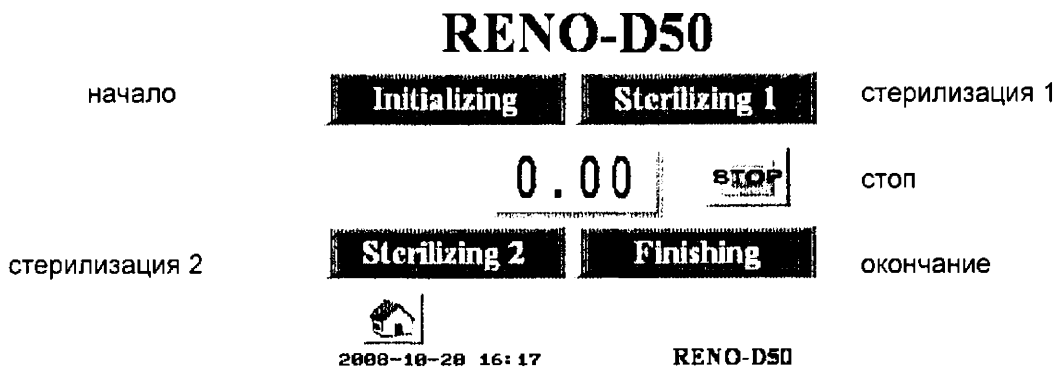 RENO-D50
начало Initializing Sterilizing 1 стерилизация 1
0.00 STOP стоп
стерилизация 2 Sterilizing 2 Finishing окончание
2008-10-28 16:17 RENO-D50